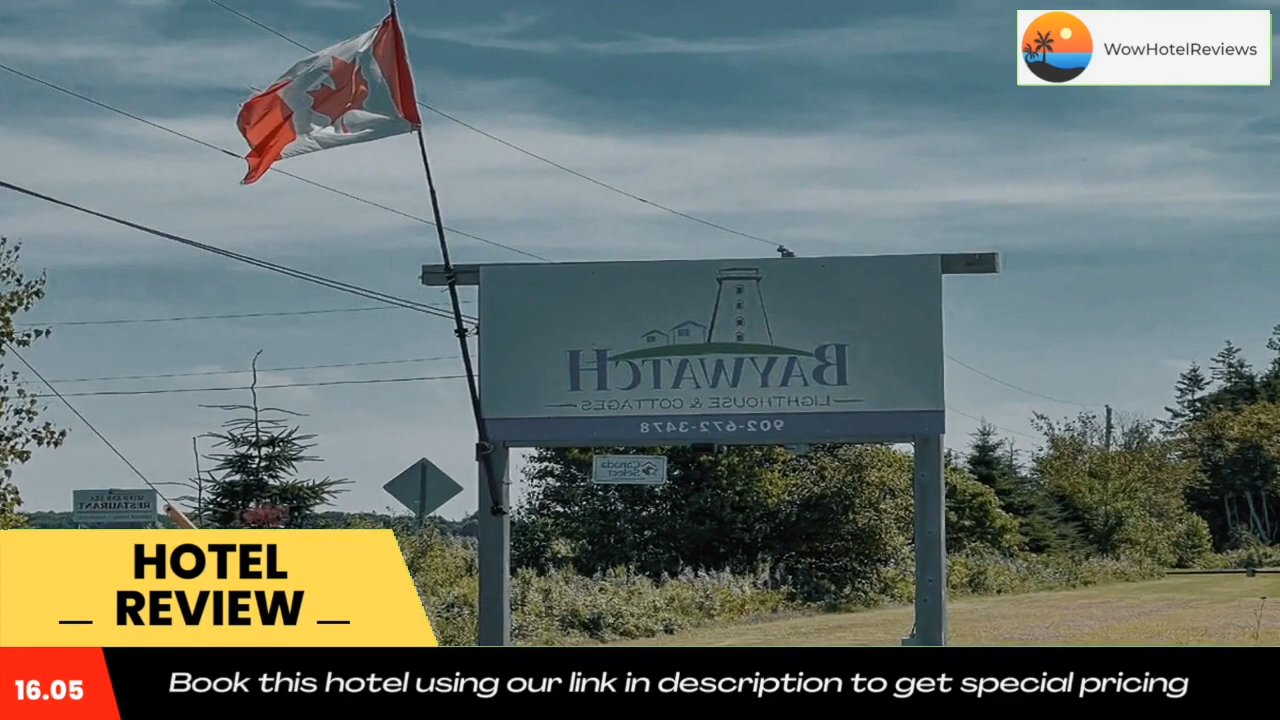 WowHotelReviews
BAYWATCH
LIGHTHOUSE & COTTAGES
902-672-3478
Canada
Select
RESTAURANT
HOTEL
REVIEW
16.05
Book this hotel using our link in description to get special pricing